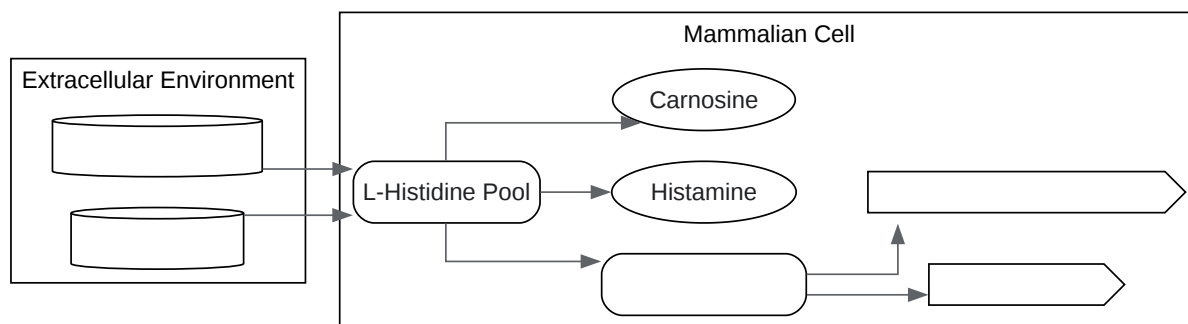 Mammalian Cell
Extracellular Environment
Carnosine
L-Histidine Pool
Histamine